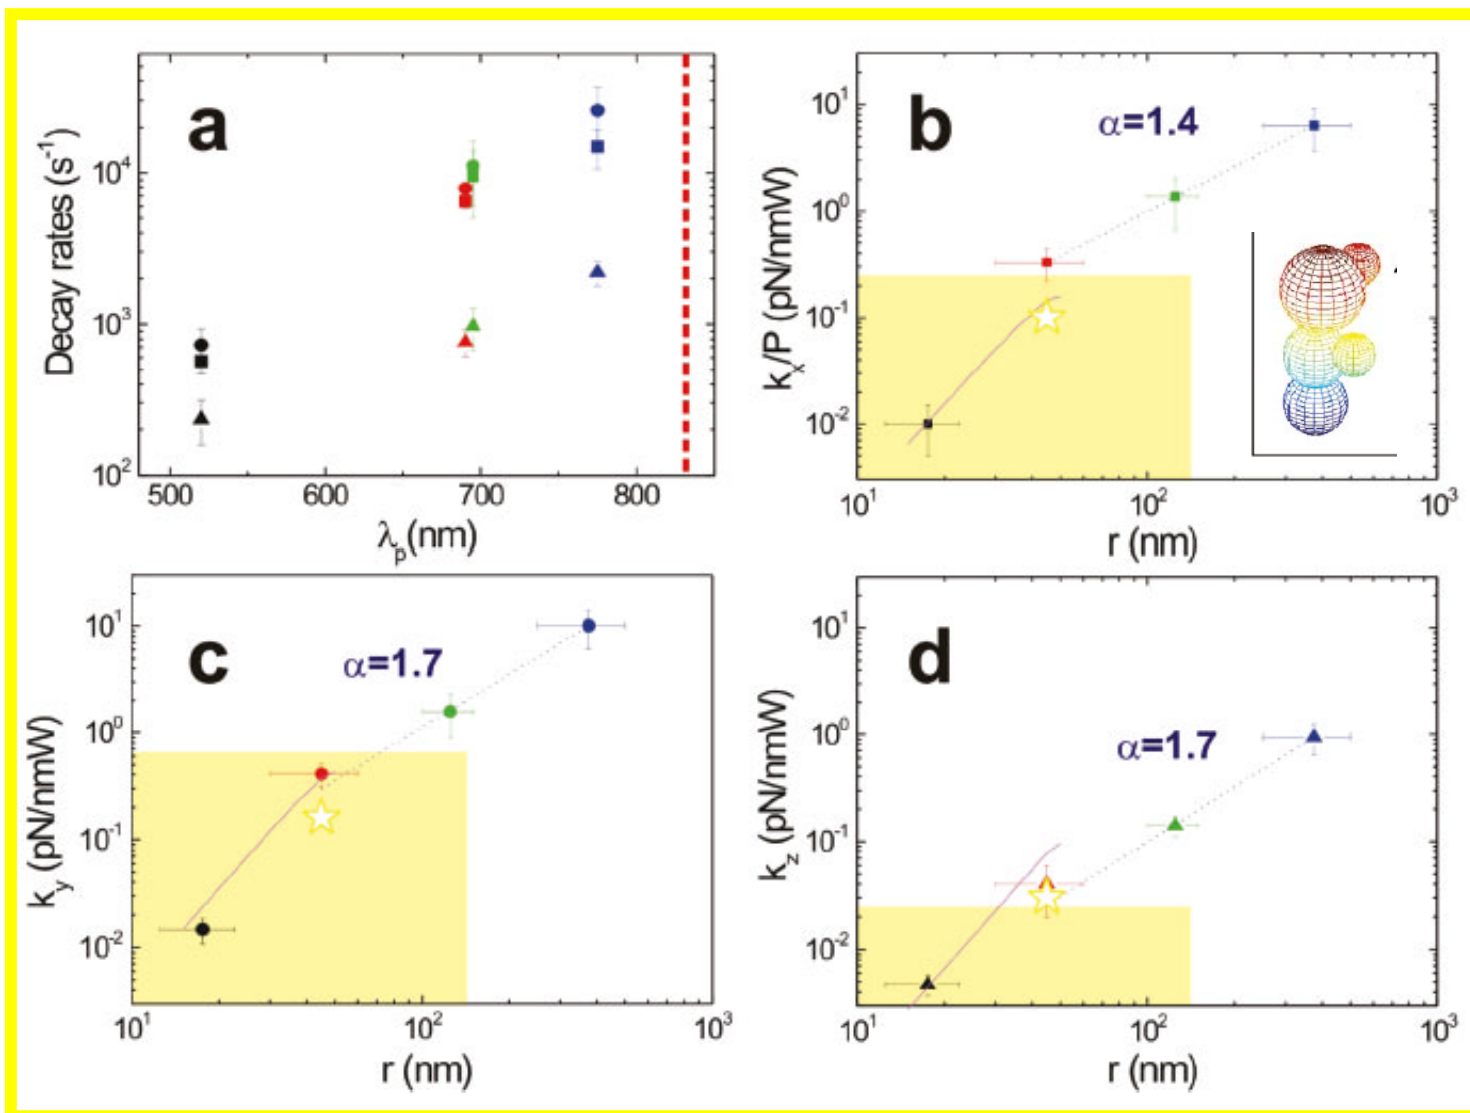 a
Decay rates (s⁻¹)
10⁴
10³
10²
500 600 700 800
λₚ(nm)
b
α=1.4
kₓ/P (pN/nmW)
10¹
10⁰
10⁻¹
10⁻²
10¹ 10² 10³
r (nm)
c
α=1.7
k_y (pN/nmW)
10¹
10⁰
10⁻¹
10⁻²
10¹ 10² 10³
r (nm)
d
α=1.7
k_z (pN/nmW)
10¹
10⁰
10⁻¹
10⁻²
10¹ 10² 10³
r (nm)